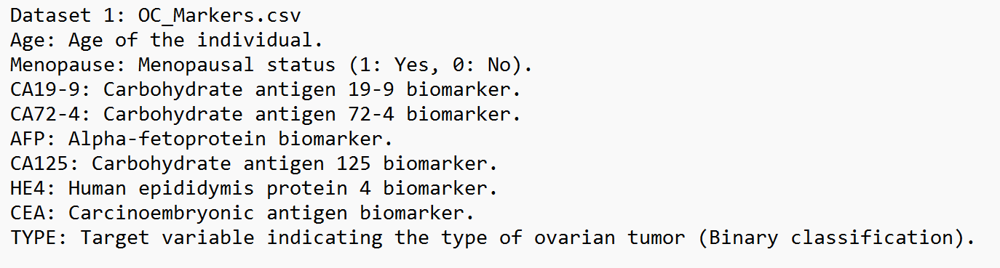 Dataset 1: OC_Markers.csv
Age: Age of the individual.
Menopause: Menopausal status (1: Yes, 0: No).
CA19-9: Carbohydrate antigen 19-9 biomarker.
CA72-4: Carbohydrate antigen 72-4 biomarker.
AFP: Alpha-fetoprotein biomarker.
CA125: Carbohydrate antigen 125 biomarker.
HE4: Human epididymis protein 4 biomarker.
CEA: Carcinoembryonic antigen biomarker.
TYPE: Target variable indicating the type of ovarian tumor (Binary classification).